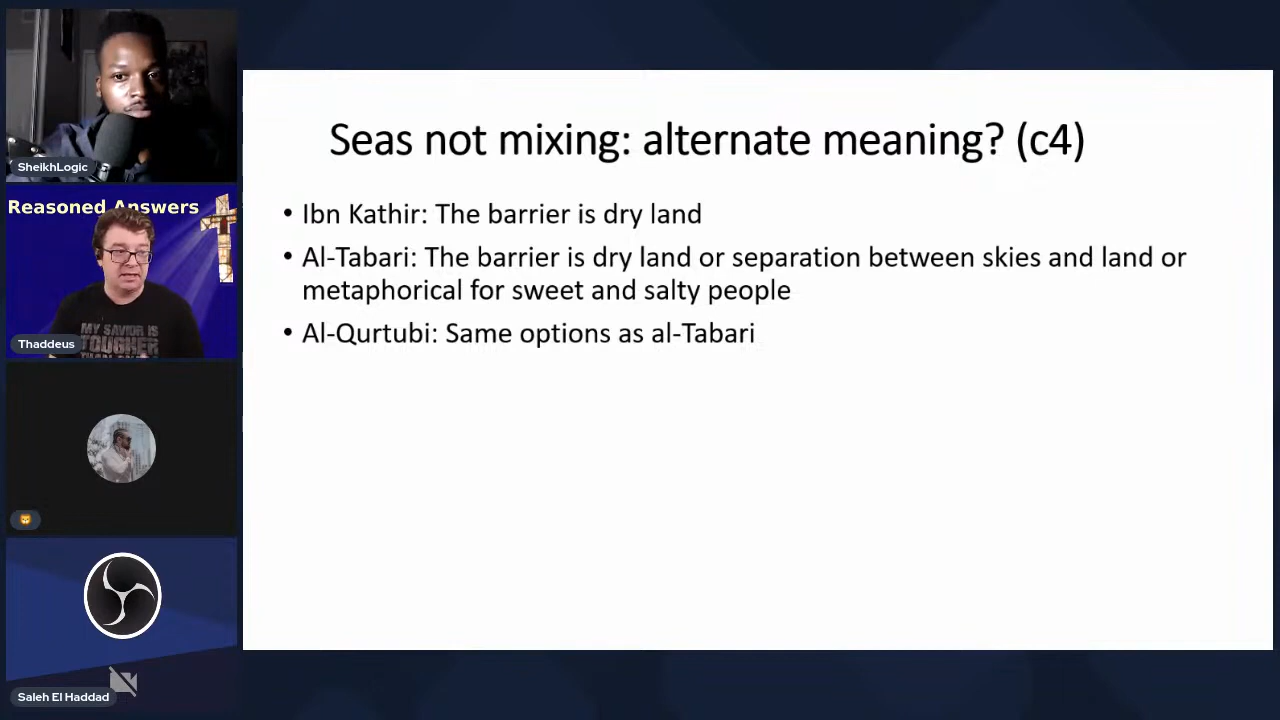 SheikhLogic
Reasoned Answers
MY SAVIOR IS
TOUGHER
Thaddeus
Saleh El Haddad
Seas not mixing: alternate meaning? (c4)
• Ibn Kathir: The barrier is dry land
• Al-Tabari: The barrier is dry land or separation between skies and land or
metaphorical for sweet and salty people
• Al-Qurtubi: Same options as al-Tabari